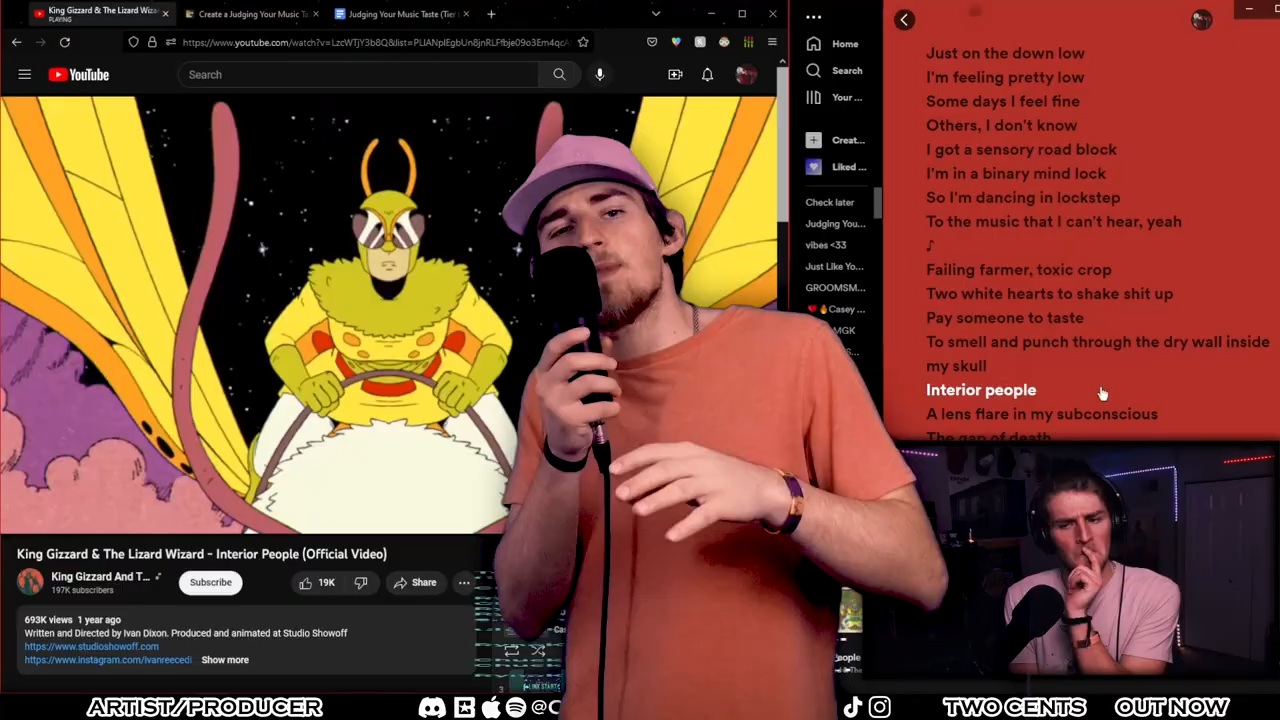 King Gizzard & The Lizard Wiz
PLAYING
Create a Judging Your Music Ta
Judging Your Music Taste (Tier
https://www.youtube.com/watch?v=LzcWTjY3b8Q&list=PLIANpIEgbUn8jnRLFfbje09o3Em4qcA
YouTube
Search
Home
Search
Your ...
Creat...
Liked ...
Check later
Judging You...
vibes <33
Just Like Yo...
GROOMSM...
Casey ...
MGK
Just on the down low
I'm feeling pretty low
Some days I feel fine
Others, I don't know
I got a sensory road block
I'm in a binary mind lock
So I'm dancing in lockstep
To the music that I can't hear, yeah
♪
Failing farmer, toxic crop
Two white hearts to shake shit up
Pay someone to taste
To smell and punch through the dry wall inside
my skull
Interior people
A lens flare in my subconscious
The gap of death
King Gizzard & The Lizard Wizard - Interior People (Official Video)
King Gizzard And T...
197K subscribers
Subscribe
19K
Share
693K views 1 year ago
Written and Directed by Ivan Dixon. Produced and animated at Studio Showoff
https://www.studioshowoff.com
https://www.instagram.com/ivanreecedi
Show more
ARTIST/PRODUCER
TWO CENTS
OUT NOW